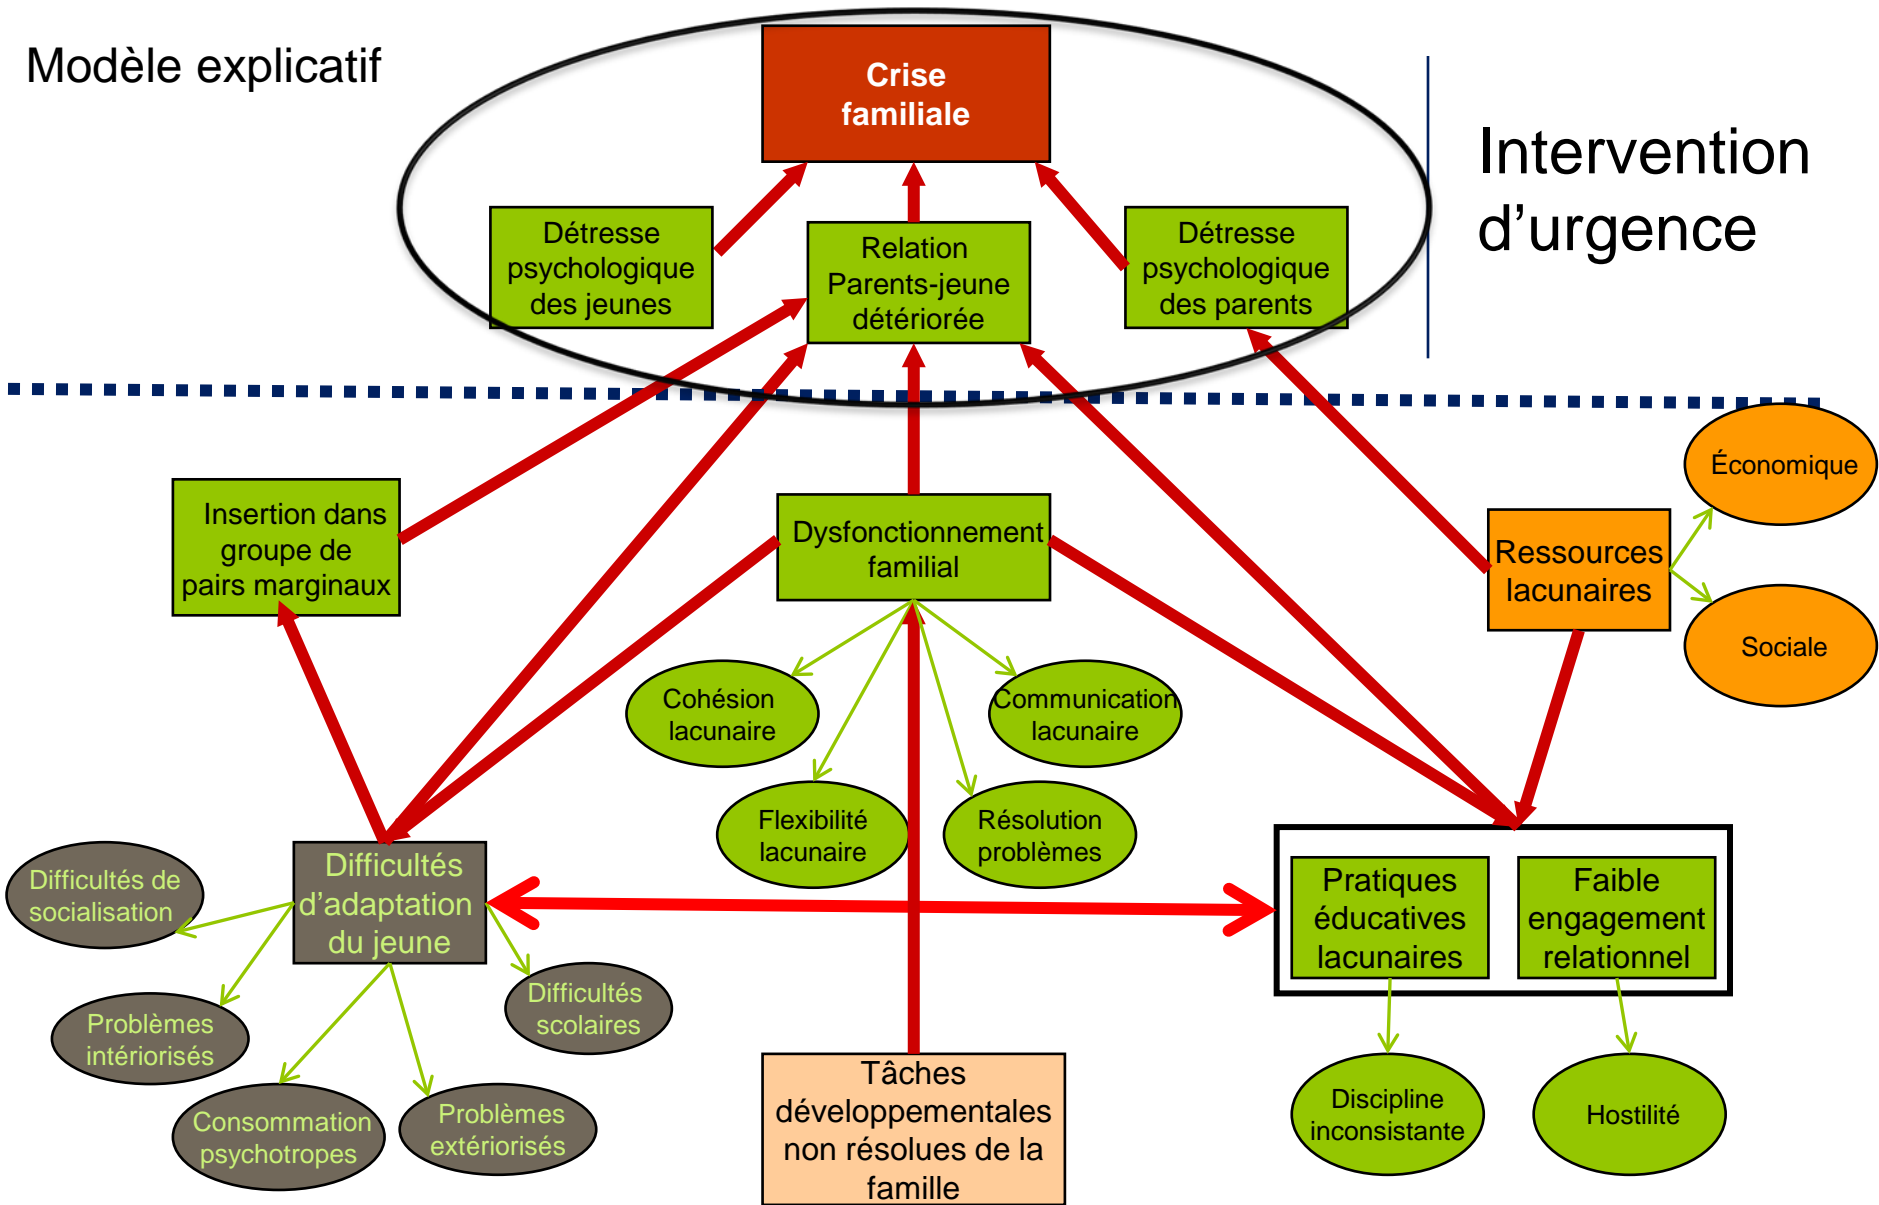 Modèle explicatif
Crise
familiale
Intervention
d’urgence
Détresse
psychologique
des jeunes
Relation
Parents-jeune
détériorée
Détresse
psychologique
des parents
Insertion dans
groupe de
pairs marginaux
Dysfonctionnement
familial
Ressources
lacunaires
Économique
Sociale
Cohésion
lacunaire
Communication
lacunaire
Flexibilité
lacunaire
Résolution
problèmes
Difficultés
d’adaptation
du jeune
Difficultés de
socialisation
Problèmes
intériorisés
Consommation
psychotropes
Problèmes
extériorisés
Difficultés
scolaires
Pratiques
éducatives
lacunaires
Faible
engagement
relationnel
Discipline
inconsistante
Hostilité
Tâches
développementales
non résolues de la
famille